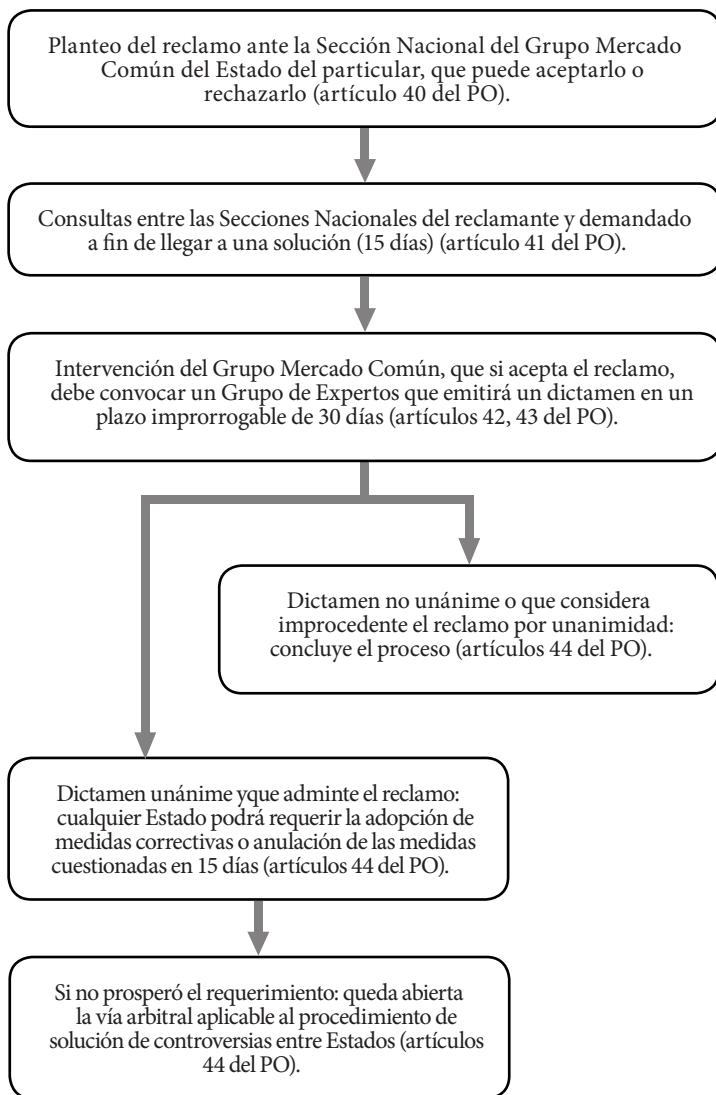 Planteo del reclamo ante la Sección Nacional del Grupo Mercado
Común del Estado del particular, que puede aceptarlo o
rechazarlo (artículo 40 del PO).
Consultas entre las Secciones Nacionales del reclamante y demandado
a fin de llegar a una solución (15 días) (artículo 41 del PO).
Intervención del Grupo Mercado Común, que si acepta el reclamo,
debe convocar un Grupo de Expertos que emitirá un dictamen en un
plazo improrrogable de 30 días (artículos 42, 43 del PO).
Dictamen no unánime o que considera
improcedente el reclamo por unanimidad:
concluye el proceso (artículos 44 del PO).
Dictamen unánime yque adminte el reclamo:
cualquier Estado podrá requerir la adopción de
medidas correctivas o anulación de las medidas
cuestionadas en 15 días (artículos 44 del PO).
Si no prosperó el requerimiento: queda abierta
la vía arbitral aplicable al procedimiento de
solución de controversias entre Estados (artículos
44 del PO).